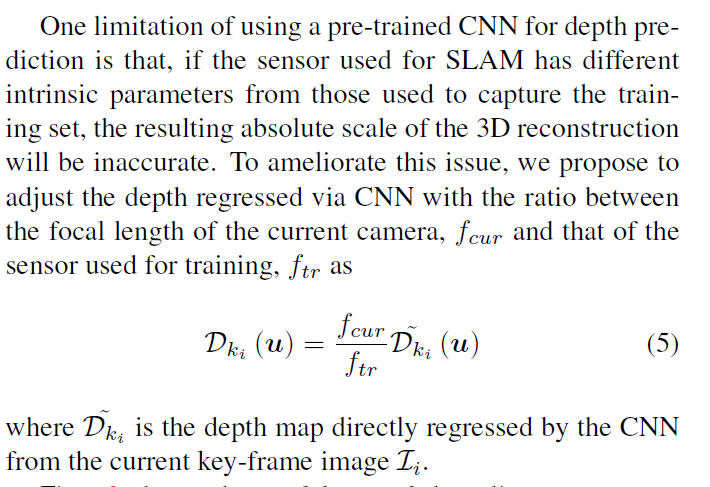 One limitation of using a pre-trained CNN for depth pre-
diction is that, if the sensor used for SLAM has different
intrinsic parameters from those used to capture the train-
ing set, the resulting absolute scale of the 3D reconstruction
will be inaccurate. To ameliorate this issue, we propose to
adjust the depth regressed via CNN with the ratio between
the focal length of the current camera, f_{cur} and that of the
sensor used for training, f_{tr} as
\mathcal{D}_{k_i}(\boldsymbol{u}) = \frac{f_{cur}}{f_{tr}} \tilde{\mathcal{D}_{k_i}}(\boldsymbol{u}) (5)
where \tilde{\mathcal{D}_{k_i}} is the depth map directly regressed by the CNN
from the current key-frame image \mathcal{I}_i.